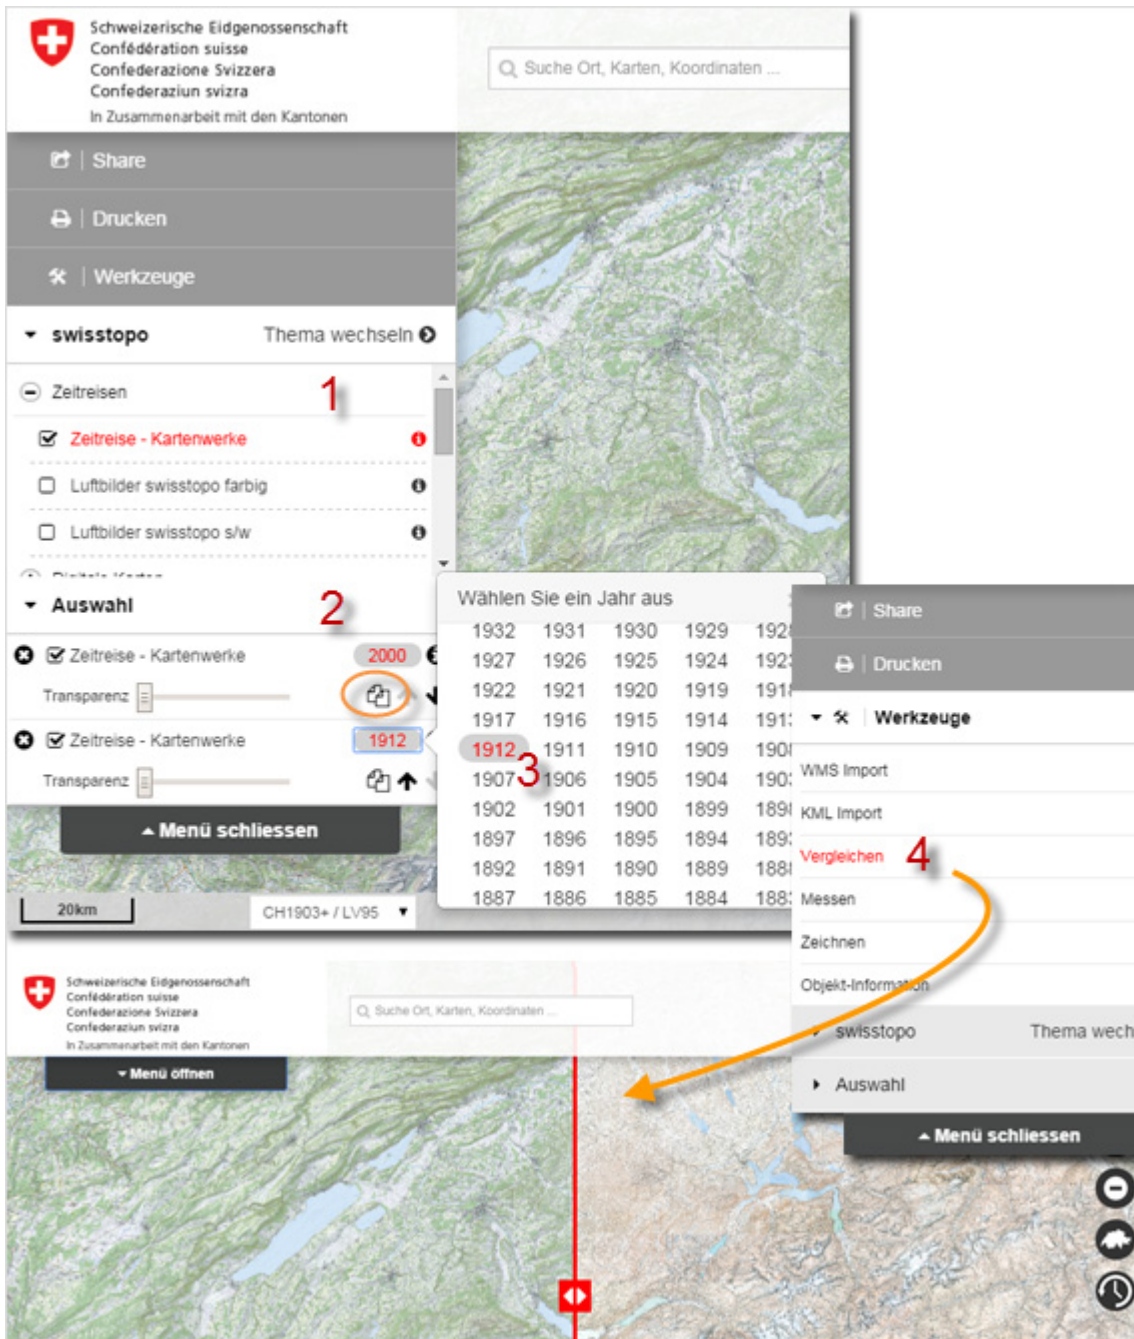 Schweizerische Eidgenossenschaft
Confédération suisse
Confederazione Svizzera
Confederaziun svizra
In Zusammenarbeit mit den Kantonen
Suche Ort, Karten, Koordinaten ...
Share
Drucken
Werkzeuge
swisstopo Thema wechseln
Zeitreisen 1
Zeitreise - Kartenwerke
Luftbilder swisstopo farbig
Luftbilder swisstopo s/w
Auswahl 2
Zeitreise - Kartenwerke 2000
Transparenz
Zeitreise - Kartenwerke 1912
Transparenz
Menü schliessen
20km CH1903+ / LV95
Wählen Sie ein Jahr aus
1932 1931 1930 1929
1927 1926 1925 1924
1922 1921 1920 1919
1917 1916 1915 1914
1912 3 1911 1910 1909
1907 1906 1905 1904
1902 1901 1900 1899
1897 1896 1895 1894
1892 1891 1890 1889
1887 1886 1885 1884
Share
Drucken
Werkzeuge
WMS Import
KML Import
Vergleichen 4
Messen
Zeichnen
Objekt-Information
swisstopo Thema wech
Auswahl
Menü schliessen
Schweizerische Eidgenossenschaft
Confédération suisse
Confederazione Svizzera
Confederaziun svizra
In Zusammenarbeit mit den Kantonen
Suche Ort, Karten, Koordinaten ...
Menü öffnen